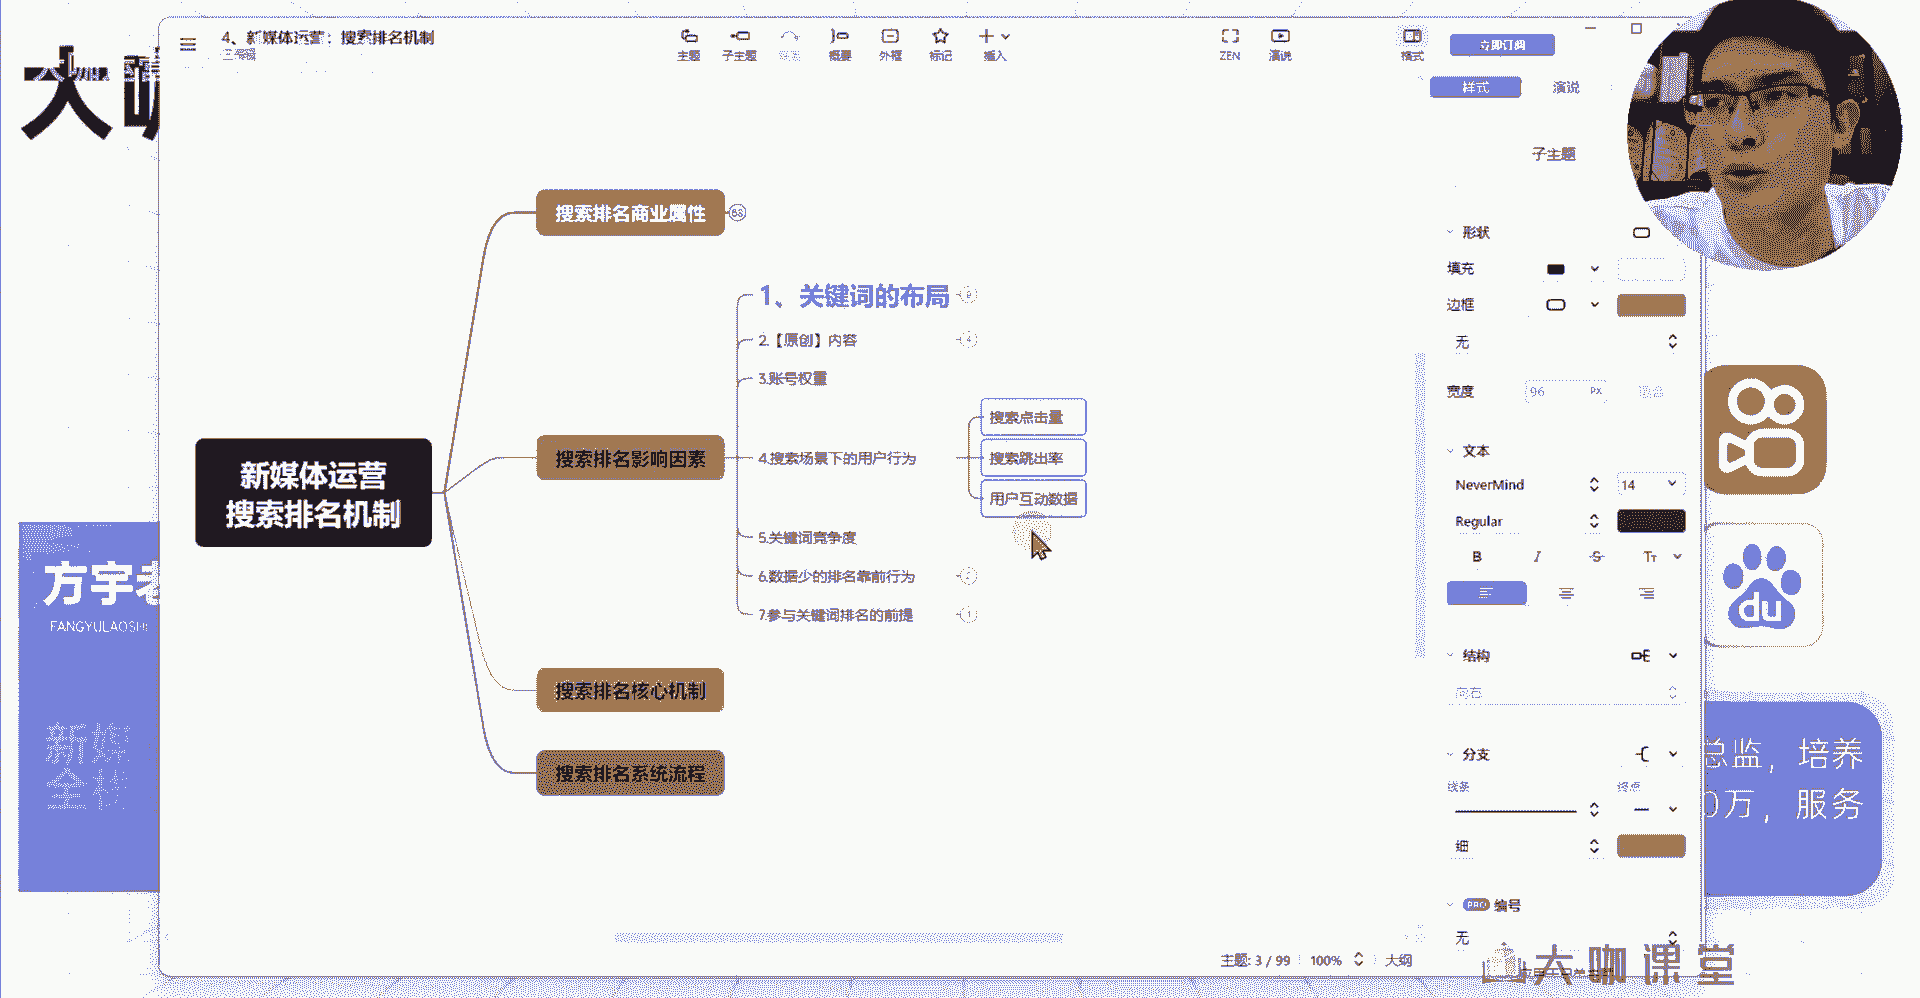 4、新媒体运营：搜索排名机制
主题
子主题
概要
外框
标记
插入
ZEN
演说
格式
立即订阅
样式
演说
子主题
大咖
搜索排名商业属性
1、关键词的布局
2.【原创】内容
3.账号权重
搜索排名影响因素
4.搜索场景下的用户行为
搜索点击量
搜索跳出率
用户互动数据
5.关键词竞争度
6.数据少的排名靠前行为
7.参与关键词排名的前提
新媒体运营
搜索排名机制
搜索排名核心机制
搜索排名系统流程
形状
填充
边框
无
宽度
96
PX
文本
NeverMind
14
Regular
B
I
S
Tт
结构
向右
分支
线条
终点
细
PRO
编号
无
主题: 3 / 99
100%
大纲
方宇老
FANGYULAOSHI
新媒
全栈
du
总监，培养
0万，服务
大咖课堂